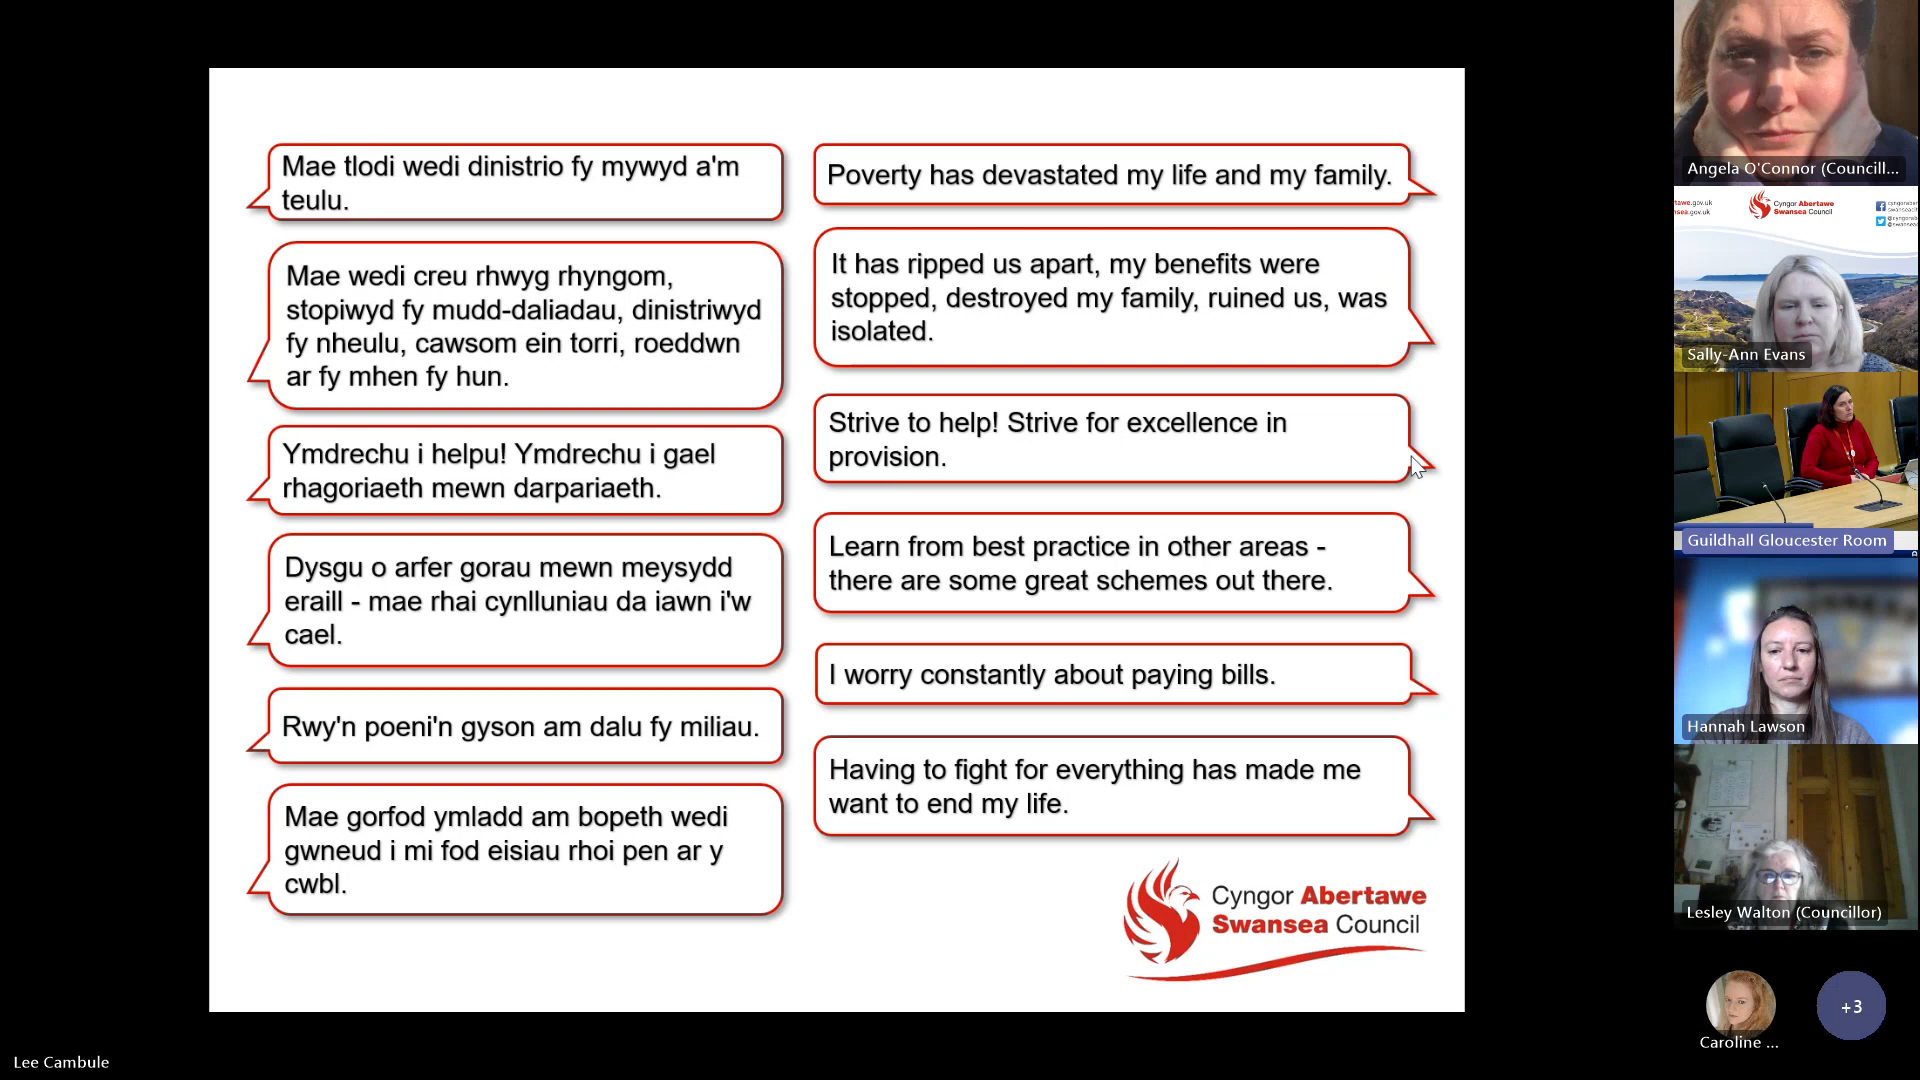 Mae tlodi wedi dinistrio fy mywyd a'm
teulu.
Mae wedi creu rhwyg rhyngom,
stopiwyd fy mudd-daliadau, dinistriwyd
fy nheulu, cawsom ein torri, roeddwn
ar fy mhen fy hun.
Ymdrechu i helpu! Ymdrechu i gael
rhagoriaeth mewn darpariaeth.
Dysgu o arfer gorau mewn meysydd
eraill - mae rhai cynlluniau da iawn i'w
cael.
Rwy'n poeni'n gyson am dalu fy miliau.
Mae gorfod ymladd am bopeth wedi
gwneud i mi fod eisiau rhoi pen ar y
cwbl.
Poverty has devastated my life and my family.
It has ripped us apart, my benefits were
stopped, destroyed my family, ruined us, was
isolated.
Strive to help! Strive for excellence in
provision.
Learn from best practice in other areas -
there are some great schemes out there.
I worry constantly about paying bills.
Having to fight for everything has made me
want to end my life.
Cyngor Abertawe
Swansea Council
Angela O'Connor (Councill...
Cyngor Abertawe
Swansea Council
Sally-Ann Evans
Guildhall Gloucester Room
Hannah Lawson
Lesley Walton (Councillor)
Caroline ...
+3
Lee Cambule